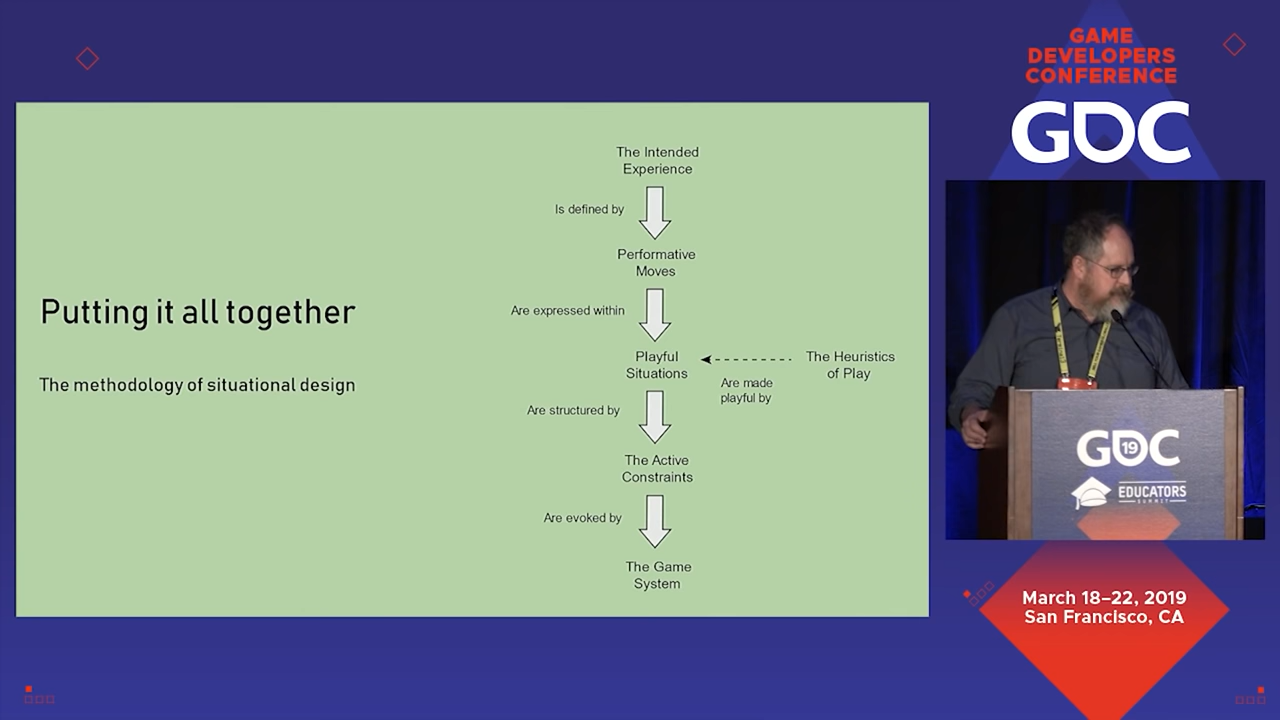 GAME
DEVELOPERS
CONFERENCE
GDC
Putting it all together
The methodology of situational design
The Intended
Experience
Is defined by
Performative
Moves
Are expressed within
Playful
Situations
The Heuristics
of Play
Are made
playful by
Are structured by
The Active
Constraints
Are evoked by
The Game
System
GDC
19
EDUCATORS
SUMMIT
March 18–22, 2019
San Francisco, CA